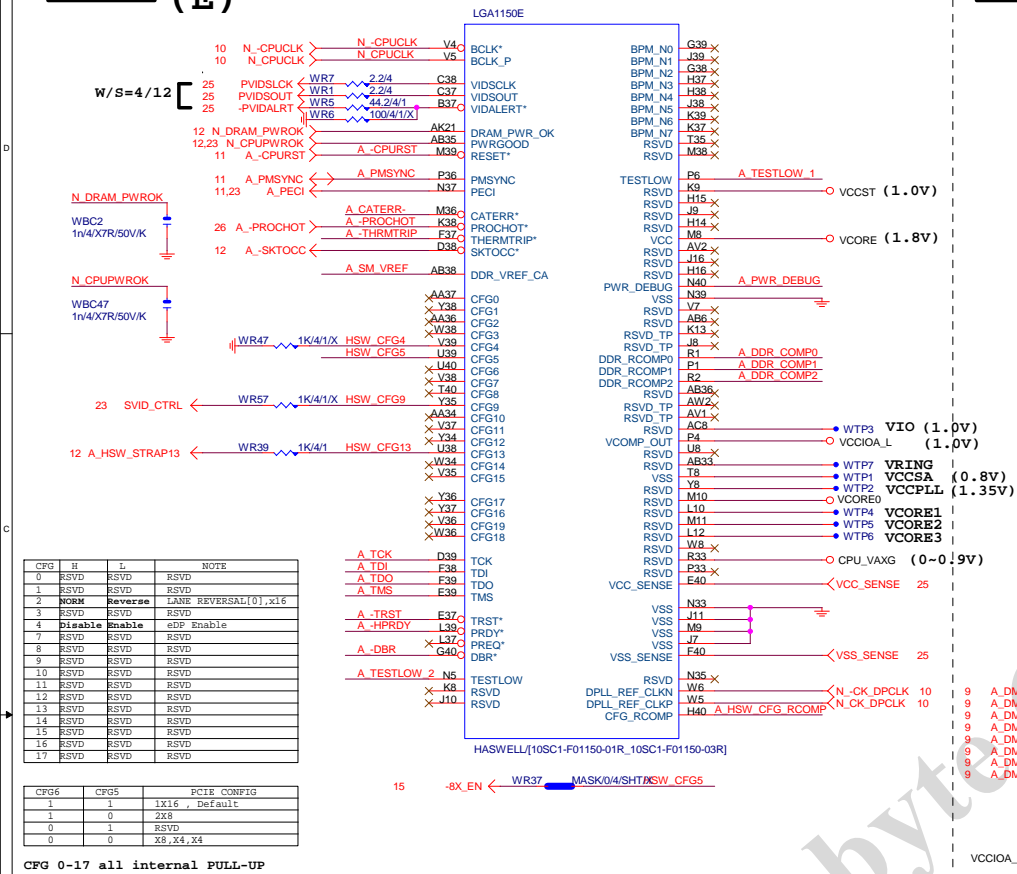 (E)
LGA1150E
10 N_-CPUCLK N_-CPUCLK V4 BCLK* BPM_N0 G39
10 N_CPUCLK N_CPUCLK V5 BCLK_P BPM_N1 J39
BPM_N2 G38
W/S=4/12
25 PVIDSLCK WR7 2.2/4 C38 VIDSCLK BPM_N3 H37
25 PVIDSOUT WR1 2.2/4 C37 VIDSOUT BPM_N4 H38
25 -PVIDALRT WR5 44.2/4/1 B37 VIDALERT* BPM_N5 J38
WR6 100/4/1/X BPM_N6 K39
BPM_N7 K37
12 N_DRAM_PWROK AK21 DRAM_PWR_OK RSVD T35
12,23 N_CPUPWROK AB35 PWRGOOD
11 A_-CPURST M39 RESET* RSVD M38
11 A_PMSYNC A_PMSYNC P36 PMSYNC TESTLOW P6 A_TESTLOW_1
11,23 A_PECI N37 PECI RSVD K9 VCCST (1.0V)
RSVD H15
N_DRAM_PWROK
A_CATERR- M36 CATERR* RSVD J9
26 A_-PROCHOT A_-PROCHOT K38 PROCHOT* RSVD H14
A_-THRMTRIP F37 THERMTRIP* VCC M8 VCORE (1.8V)
12 A_-SKTOCC D38 SKTOCC* RSVD AV2
WBC2
1n/4/X7R/50V/K
RSVD J16
A_SM_VREF AB38 DDR_VREF_CA RSVD H16
PWR_DEBUG N40 A_PWR_DEBUG
N_CPUPWROK
WBC47
1n/4/X7R/50V/K
AA37 CFG0 VSS N39
Y38 CFG1 RSVD V7
AA36 CFG2 RSVD AB6
W38 CFG3 RSVD_TP K13
WR47 1K/4/1/X HSW_CFG4 V39 CFG4 RSVD_TP J8
HSW_CFG5 U39 CFG5 DDR_RCOMP0 R1 A_DDR_COMP0
U40 CFG6 DDR_RCOMP1 P1 A_DDR_COMP1
V38 CFG7 DDR_RCOMP2 R2 A_DDR_COMP2
T40 CFG8 RSVD AB36
23 SVID_CTRL WR57 1K/4/1/X HSW_CFG9 Y35 CFG9 RSVD_TP AW2
AA34 CFG10 RSVD_TP AV1
V37 CFG11 RSVD AC8 WTP3 VIO (1.0V)
Y34 CFG12 VCOMP_OUT P4 VCCIOA_L (1.0V)
12 A_HSW_STRAP13 WR39 1K/4/1 HSW_CFG13 U38 CFG13 RSVD U8
W34 CFG14 RSVD AB33 WTP7 VRING
V35 CFG15 VSS T8 WTP1 VCCSA (0.8V)
RSVD Y8 WTP2 VCCPLL (1.35V)
Y36 CFG17 RSVD M10 VCORE0
Y37 CFG16 RSVD L10 WTP4 VCORE1
V36 CFG19 RSVD M11 WTP5 VCORE2
W36 CFG18 RSVD L12 WTP6 VCORE3
RSVD W8
A_TCK D39 TCK RSVD R33 CPU_VAXG (0~0.9V)
A_TDI F38 TDI RSVD P33
A_TDO F39 TDO VCC_SENSE E40 VCC_SENSE 25
A_TMS E39 TMS
VSS N33
A_-TRST E37 TRST* VSS J11
A_-HPRDY L39 PRDY* VSS M9
L37 PREQ* VSS J7
A_-DBR G40 DBR* VSS_SENSE F40 VSS_SENSE 25
A_TESTLOW_2 N5 TESTLOW RSVD N35
K8 RSVD DPLL_REF_CLKN W6 N_-CK_DPCLK 10
J10 RSVD DPLL_REF_CLKP W5 N_CK_DPCLK 10
CFG_RCOMP H40 A_HSW_CFG_RCOMP
HASWELL/[10SC1-F01150-01R_10SC1-F01150-03R]
15 -8X_EN WR37 MASK/0/4/SHT/X HSW_CFG5
CFG H L NOTE
0 RSVD RSVD RSVD
1 RSVD RSVD RSVD
2 NORM Reverse LANE REVERSAL[0],x16
3 RSVD RSVD RSVD
4 Disable Enable eDP Enable
7 RSVD RSVD RSVD
8 RSVD RSVD RSVD
9 RSVD RSVD RSVD
10 RSVD RSVD RSVD
11 RSVD RSVD RSVD
12 RSVD RSVD RSVD
13 RSVD RSVD RSVD
14 RSVD RSVD RSVD
15 RSVD RSVD RSVD
16 RSVD RSVD RSVD
17 RSVD RSVD RSVD
CFG6 CFG5 PCIE CONFIG
1 1 1X16 , Default
1 0 2X8
0 1 RSVD
0 0 X8,X4,X4
CFG 0-17 all internal PULL-UP
D
C
9 A_DM
9 A_DM
9 A_DM
9 A_DM
9 A_DM
9 A_DM
9 A_DM
9 A_DM
VCCIOA_
byte